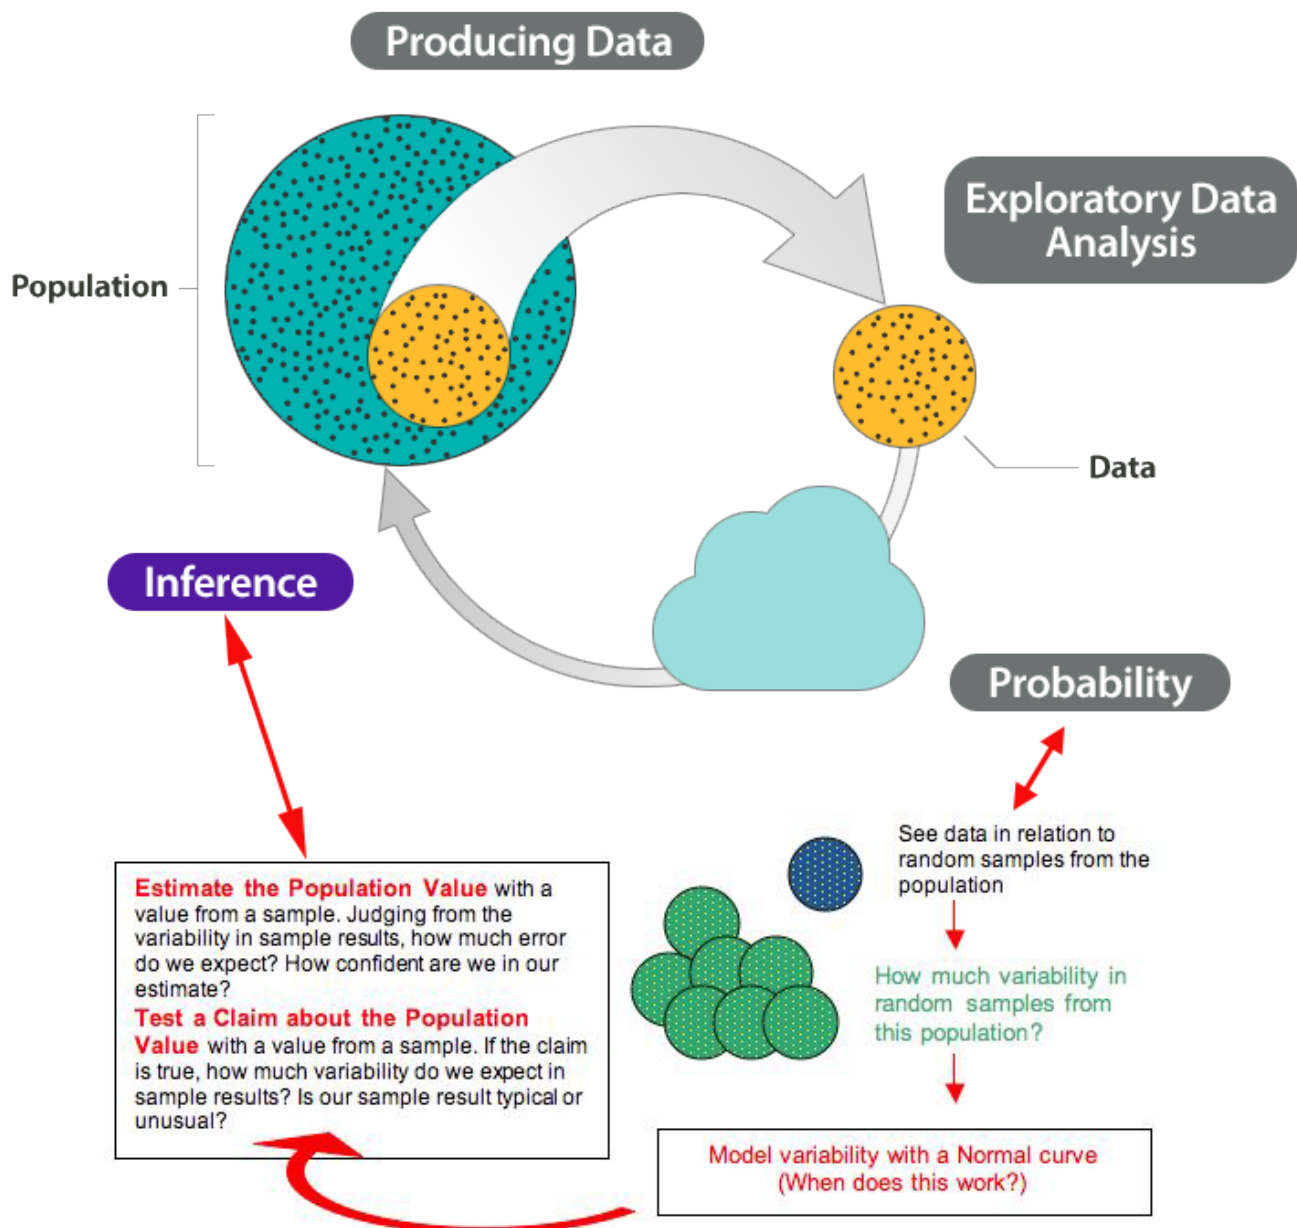 Producing Data
Exploratory Data
Analysis
Population
Data
Inference
Probability
See data in relation to
random samples from the
population
How much variability in
random samples from
this population?
Model variability with a Normal curve
(When does this work?)
Estimate the Population Value with a
value from a sample. Judging from the
variability in sample results, how much error
do we expect? How confident are we in our
estimate?
Test a Claim about the Population
Value with a value from a sample. If the claim
is true, how much variability do we expect in
sample results? Is our sample result typical or
unusual?